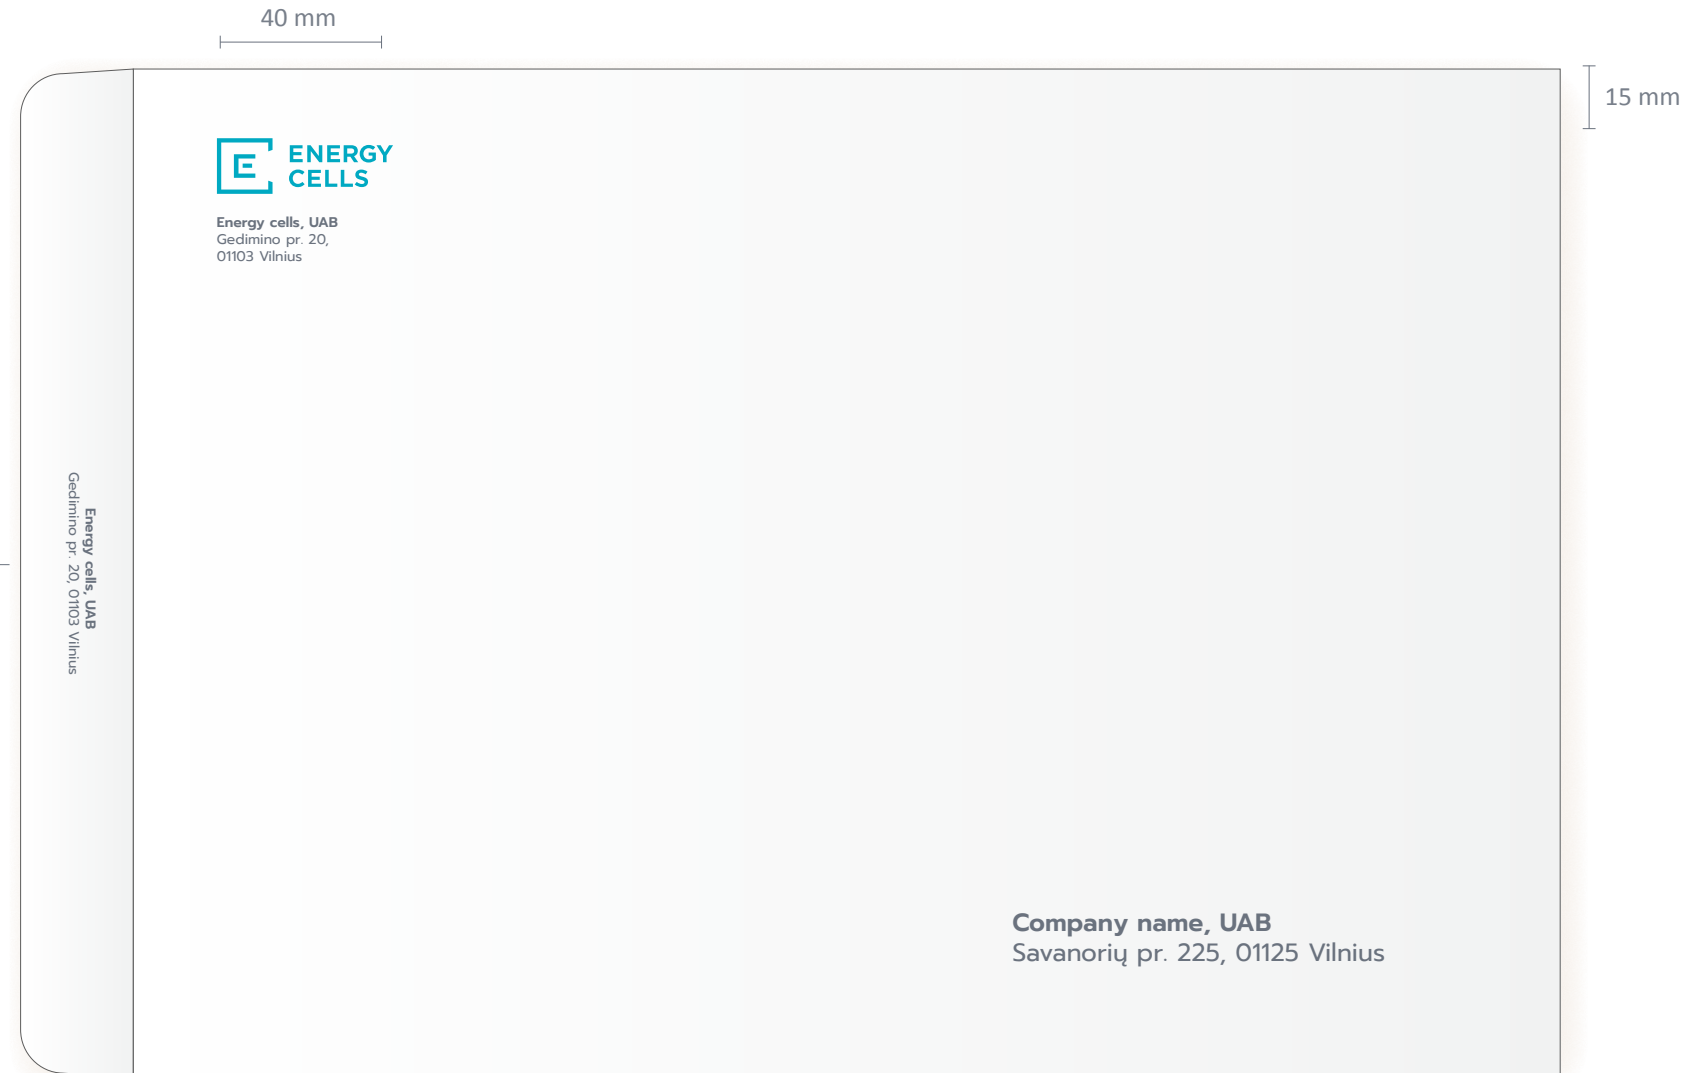 40 mm
15 mm
ENERGY
CELLS
Energy cells, UAB
Gedimino pr. 20,
01103 Vilnius
Energy cells, UAB
Gedimino pr. 20, 01103 Vilnius
Company name, UAB
Savanorių pr. 225, 01125 Vilnius